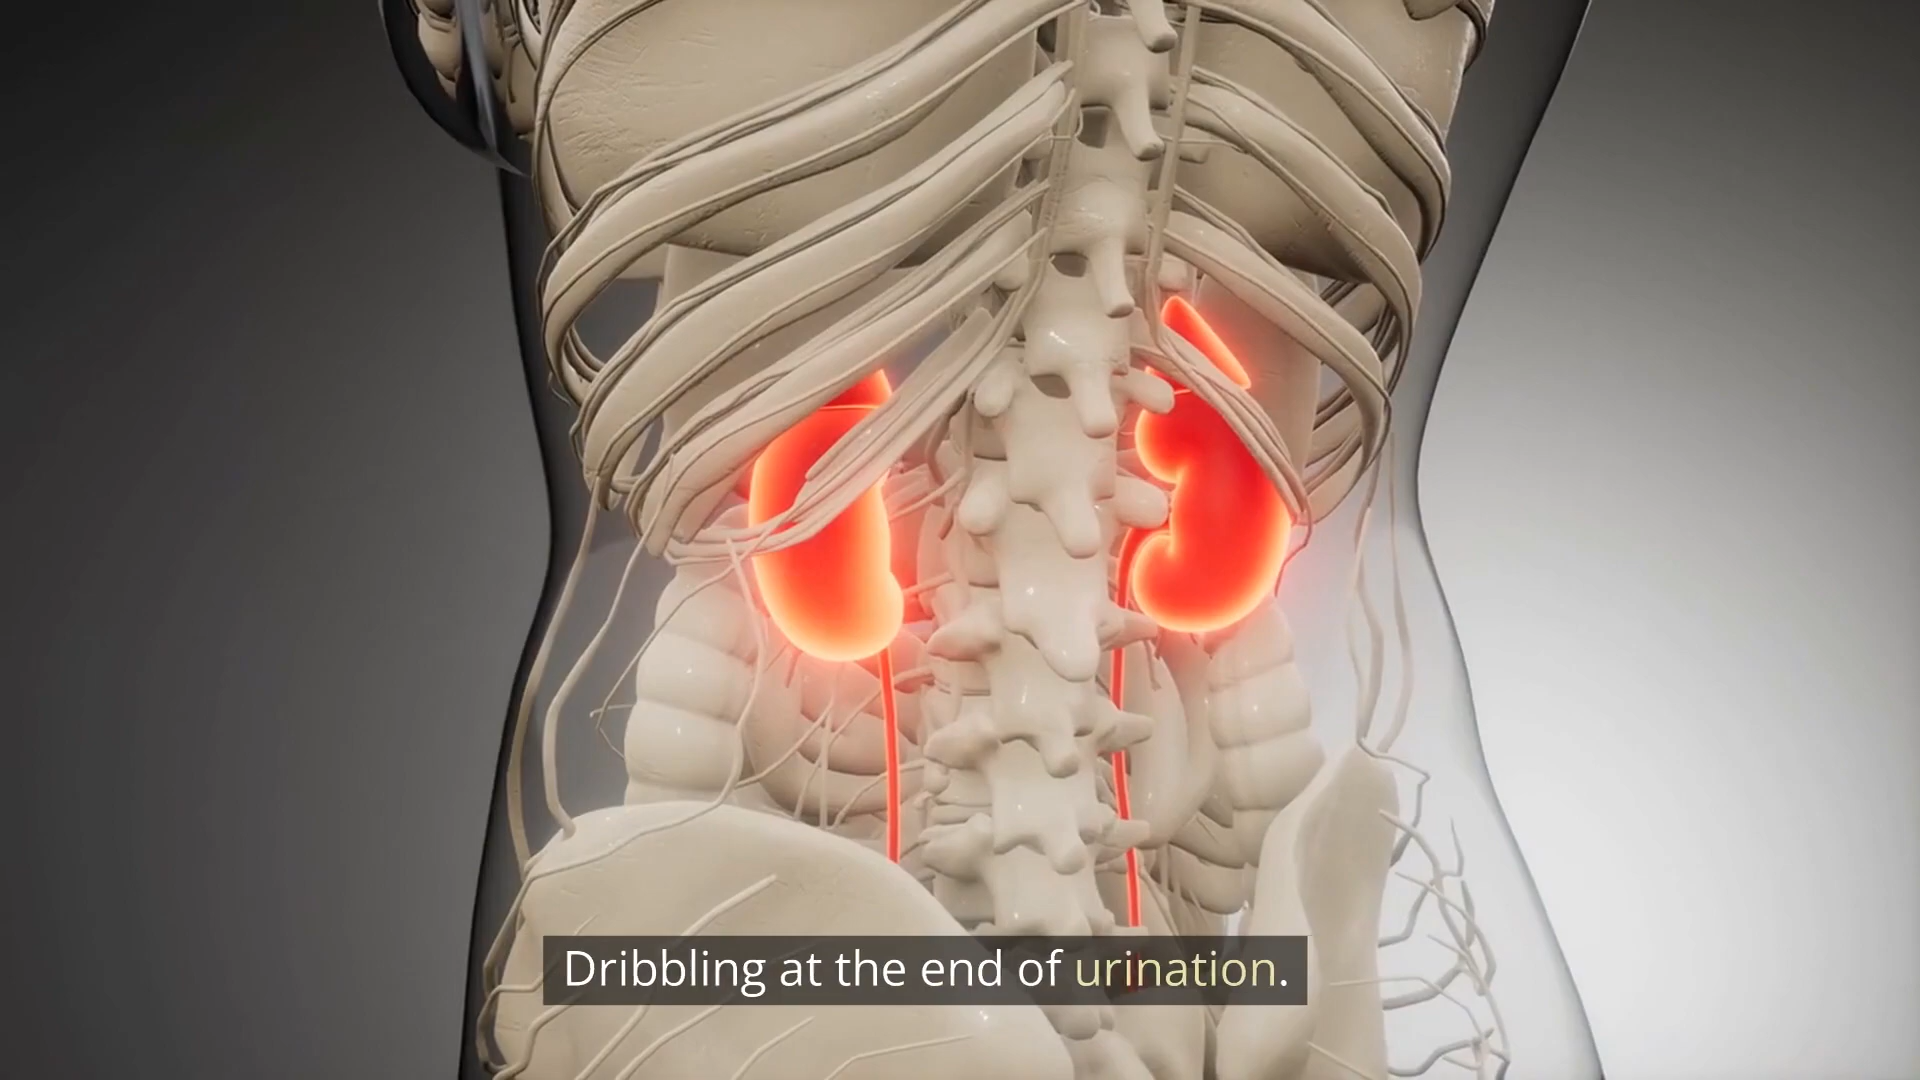 Dribbling at the end of urination.